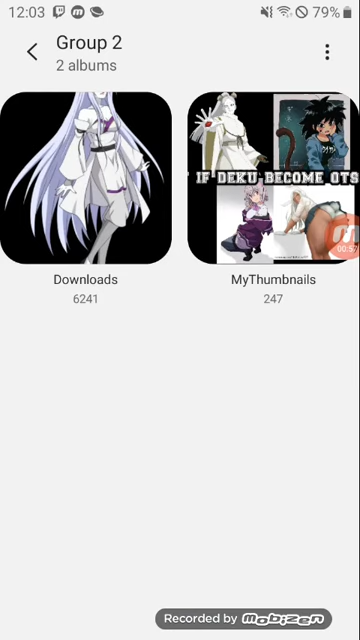 12:03 79%
Group 2
2 albums
IF DEKU BECOME OTS
00:57
Downloads
MyThumbnails
6241
247
Recorded by MOBIZEN